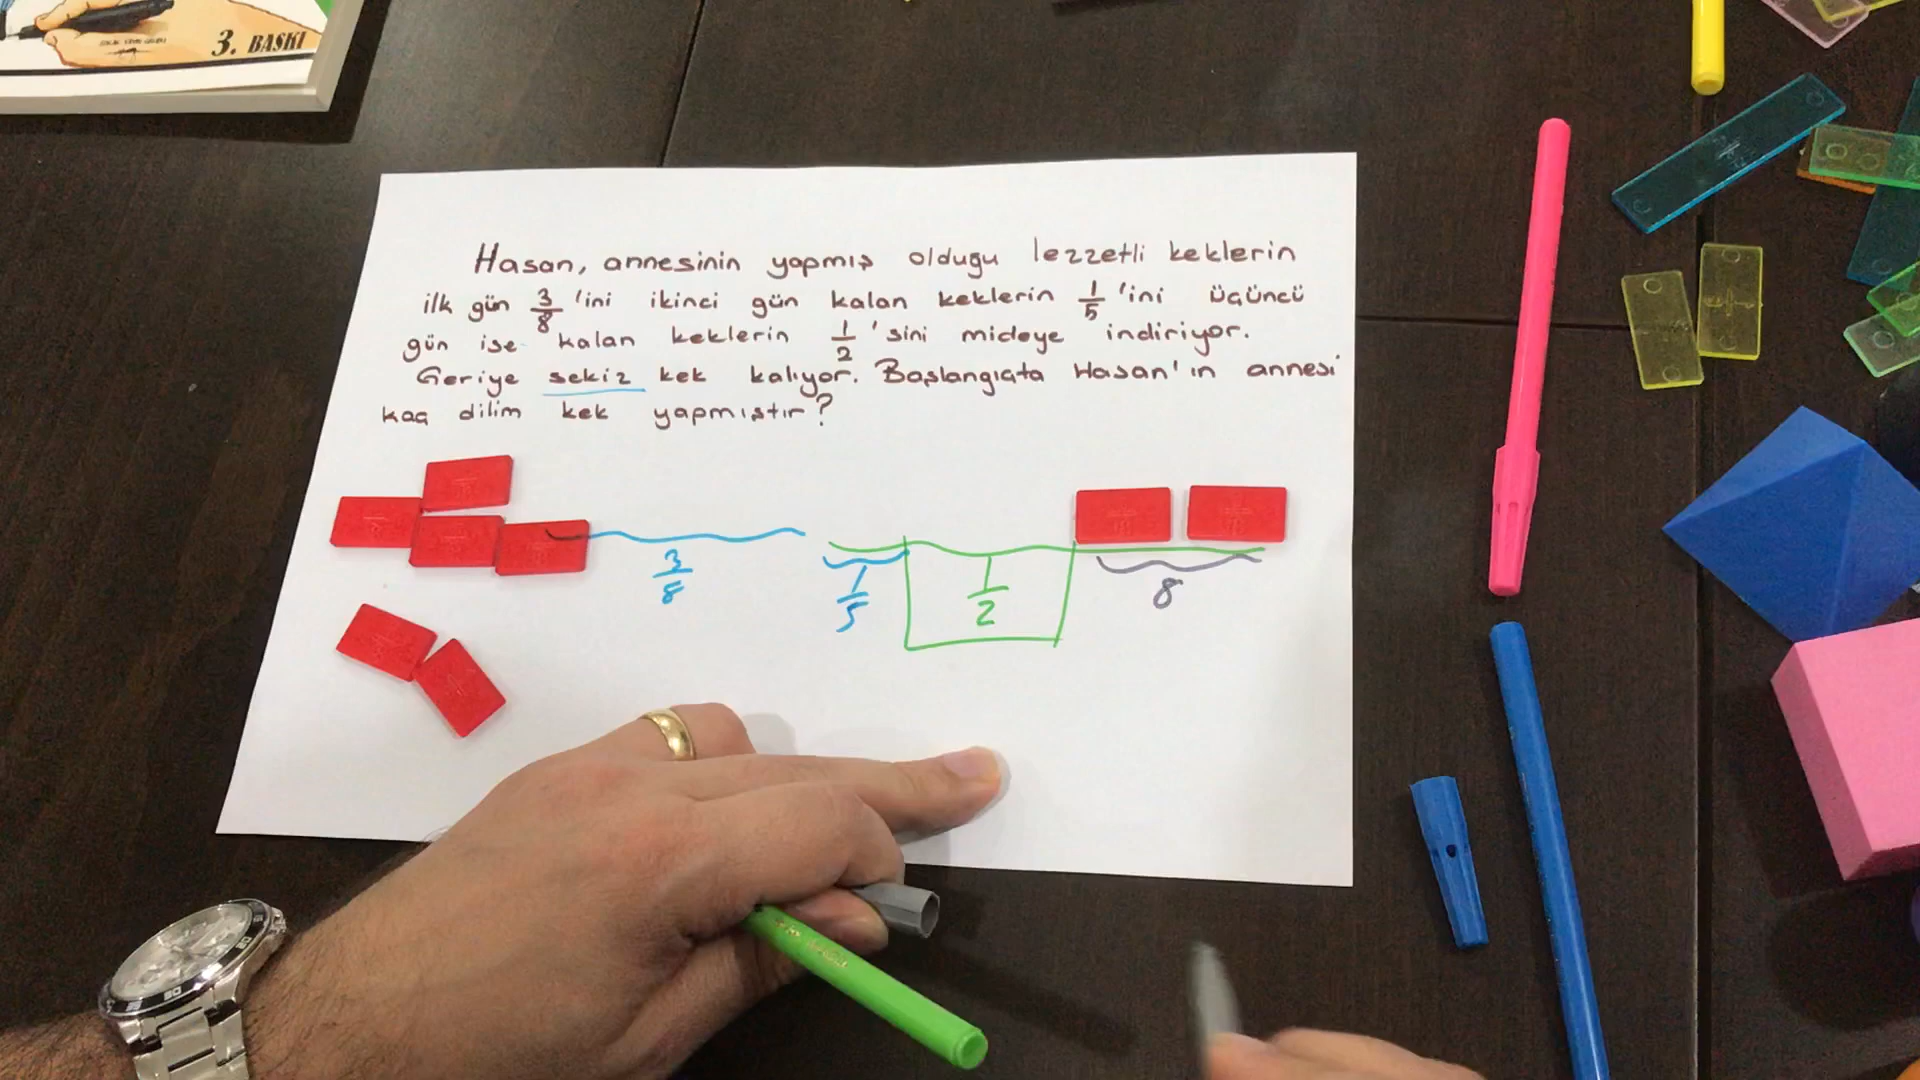 3. BASKI
Hasan, annesinin yapmış olduğu lezzetli keklerin
ilk gün 3/8 'ini ikinci gün kalan keklerin 1/5 'ini üçüncü
gün ise kalan keklerin 1/2 'sini mideye indiriyor.
Geriye sekiz kek kalıyor. Başlangıçta Hasan'ın annesi
kaç dilim kek yapmıştır?
3/8
1/5
1/2
8